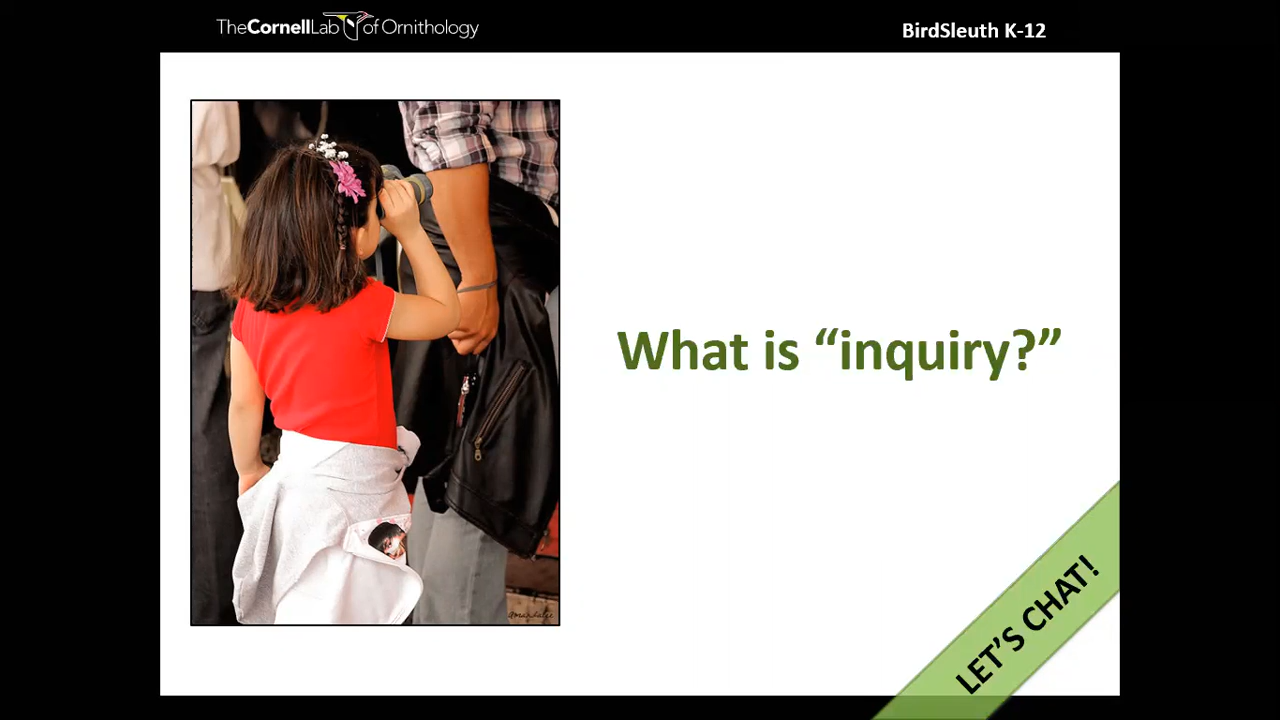 TheCornellLab of Ornithology
BirdSleuth K-12
What is “inquiry?”
LET'S CHAT!